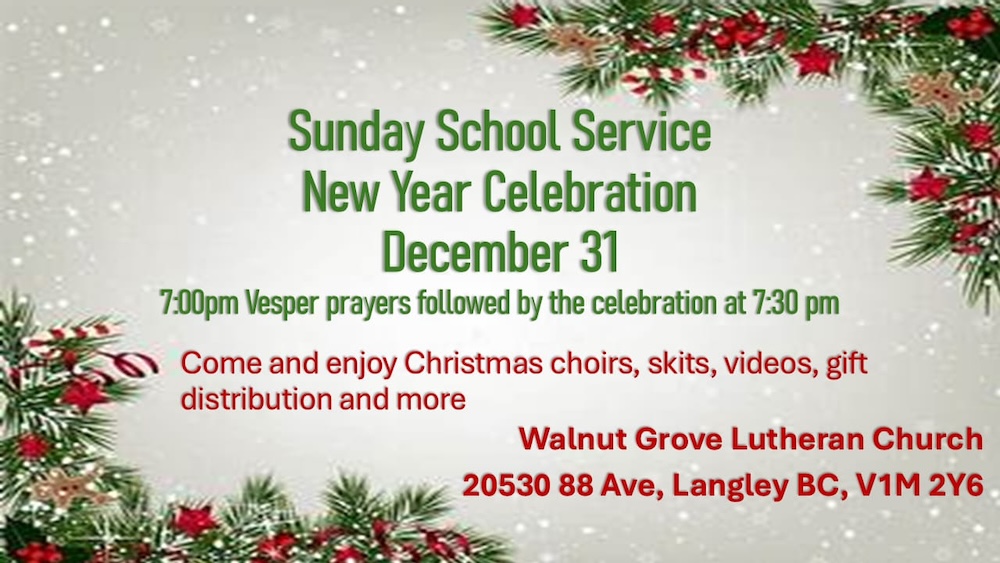 Sunday School Service
New Year Celebration
December 31
7:00pm Vesper prayers followed by the celebration at 7:30 pm
Come and enjoy Christmas choirs, skits, videos, gift
distribution and more
Walnut Grove Lutheran Church
20530 88 Ave, Langley BC, V1M 2Y6